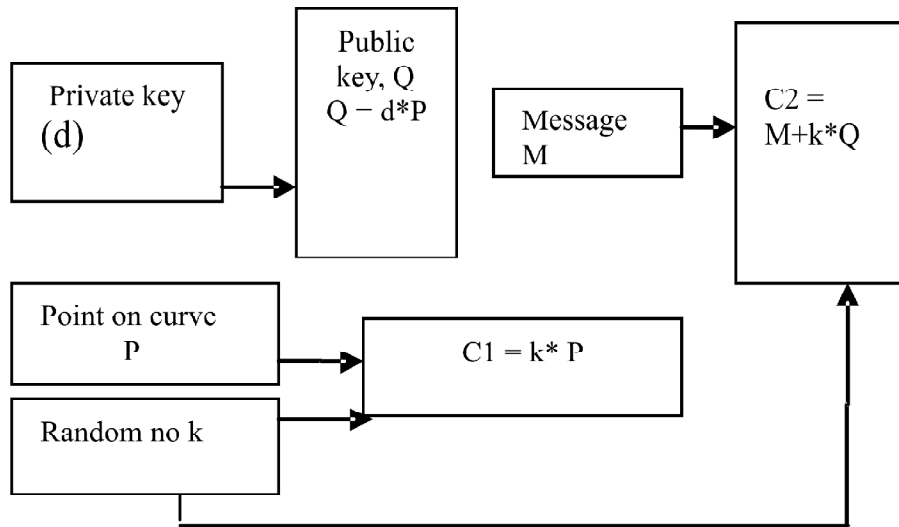 Private key
(d)
Public
key, Q
Q = d*P
Message
M
C2 =
M+k*Q
Point on curve
P
C1 = k* P
Random no k